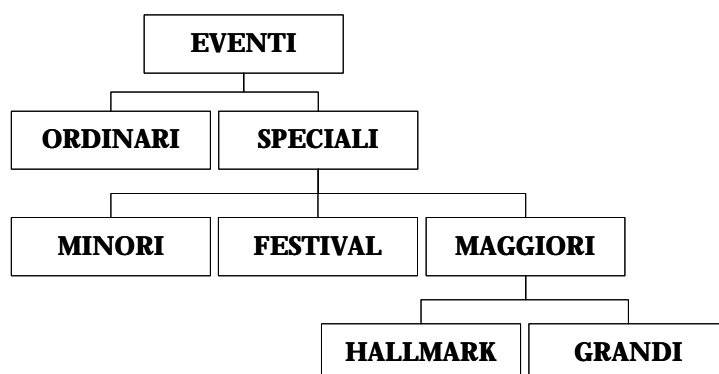 EVENTI
ORDINARI SPECIALI
MINORI FESTIVAL MAGGIORI
HALLMARK GRANDI